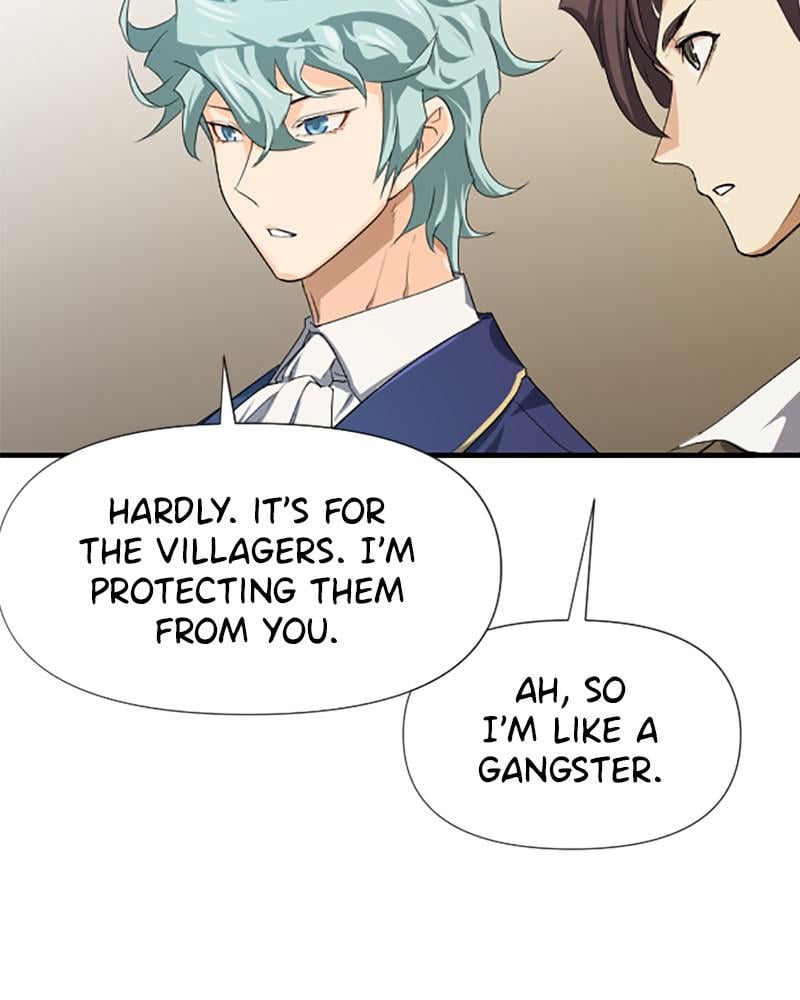 HARDLY. IT'S FOR
THE VILLAGERS. I'M
PROTECTING THEM
FROM YOU.
AH, SO
I'M LIKE A
GANGSTER.